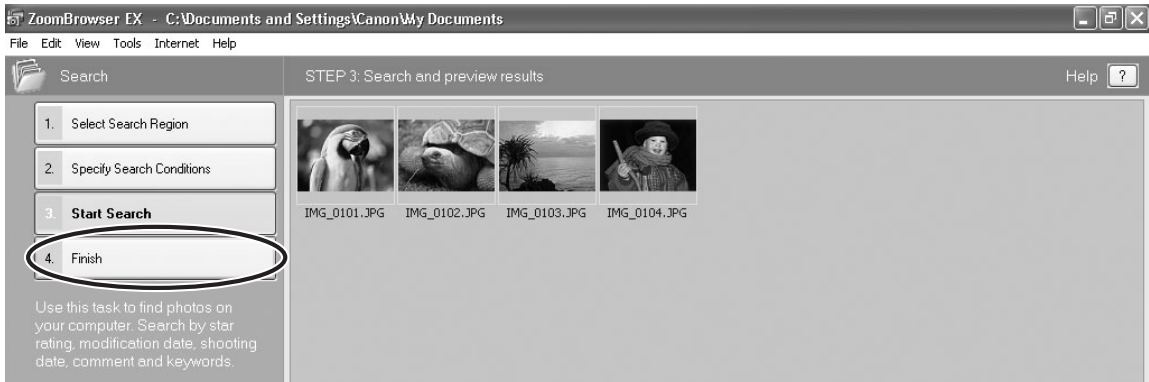 ZoomBrowser EX - C:\Documents and Settings\Canon\My Documents
File Edit View Tools Internet Help
Search
STEP 3: Search and preview results
Help ?
1. Select Search Region
2. Specify Search Conditions
3. Start Search
4. Finish
IMG_0101.JPG IMG_0102.JPG IMG_0103.JPG IMG_0104.JPG
Use this task to find photos on
your computer. Search by star
rating, modification date, shooting
date, comment and keywords.